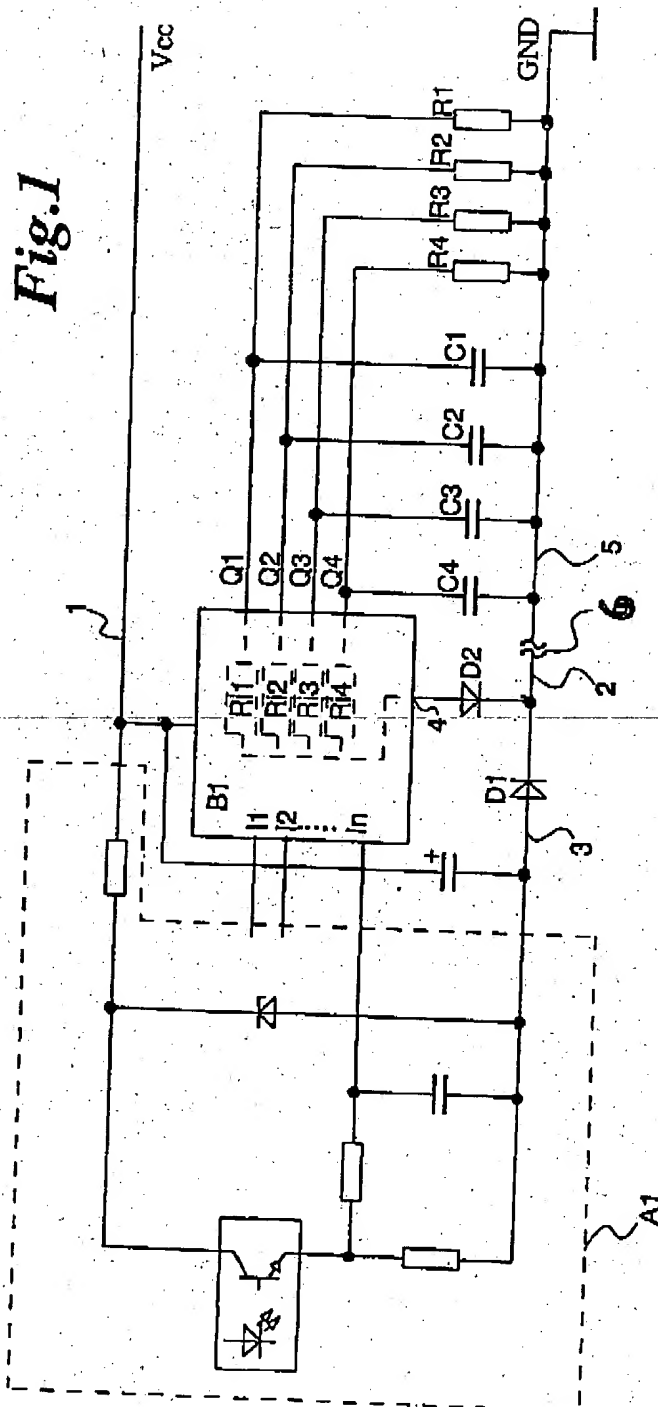 Fig.1
1
Vcc
B1
I1
I2.....
In
Ri1
Ri2
Ri3
Ri4
Q1
Q2
Q3
Q4
4
D2
D1
3
2
6
5
C4
C3
C2
C1
R4
R3
R2
R1
GND
+
A1